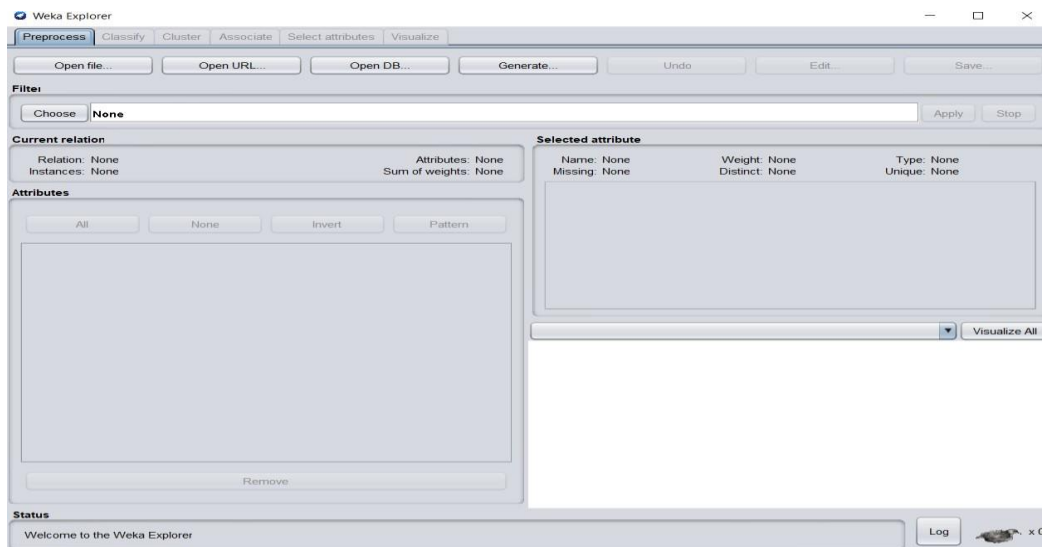 Weka Explorer
Preprocess Classify Cluster Associate Select attributes Visualize
Open file... Open URL... Open DB... Generate... Undo Edit... Save...
Filter
Choose None Apply Stop
Current relation
Relation: None Attributes: None
Instances: None Sum of weights: None
Selected attribute
Name: None Weight: None Type: None
Missing: None Distinct: None Unique: None
Attributes
All None Invert Pattern
Visualize All
Remove
Status
Welcome to the Weka Explorer
Log x 0